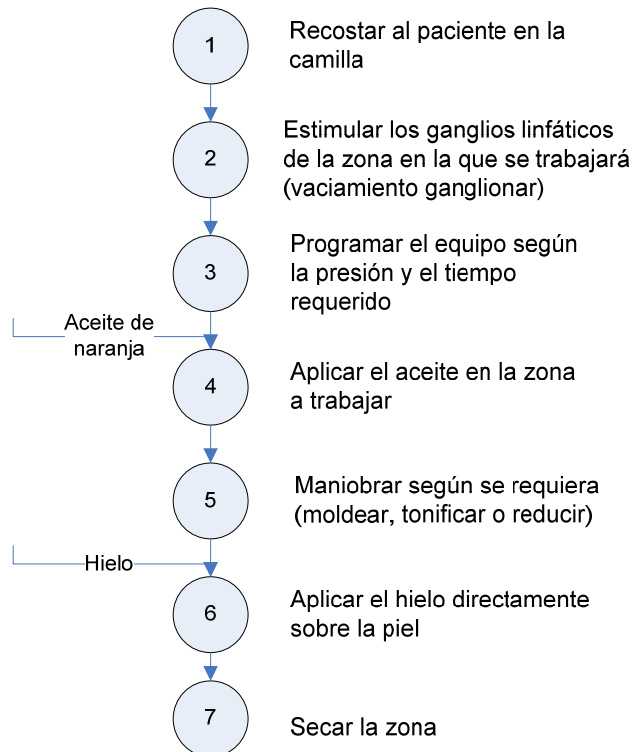 1
Recostar al paciente en la
camilla
2
Estimular los ganglios linfáticos
de la zona en la que se trabajará
(vaciamiento ganglionar)
3
Programar el equipo según
la presión y el tiempo
requerido
Aceite de
naranja
4
Aplicar el aceite en la zona
a trabajar
5
Maniobrar según se requiera
(moldear, tonificar o reducir)
Hielo
6
Aplicar el hielo directamente
sobre la piel
7
Secar la zona